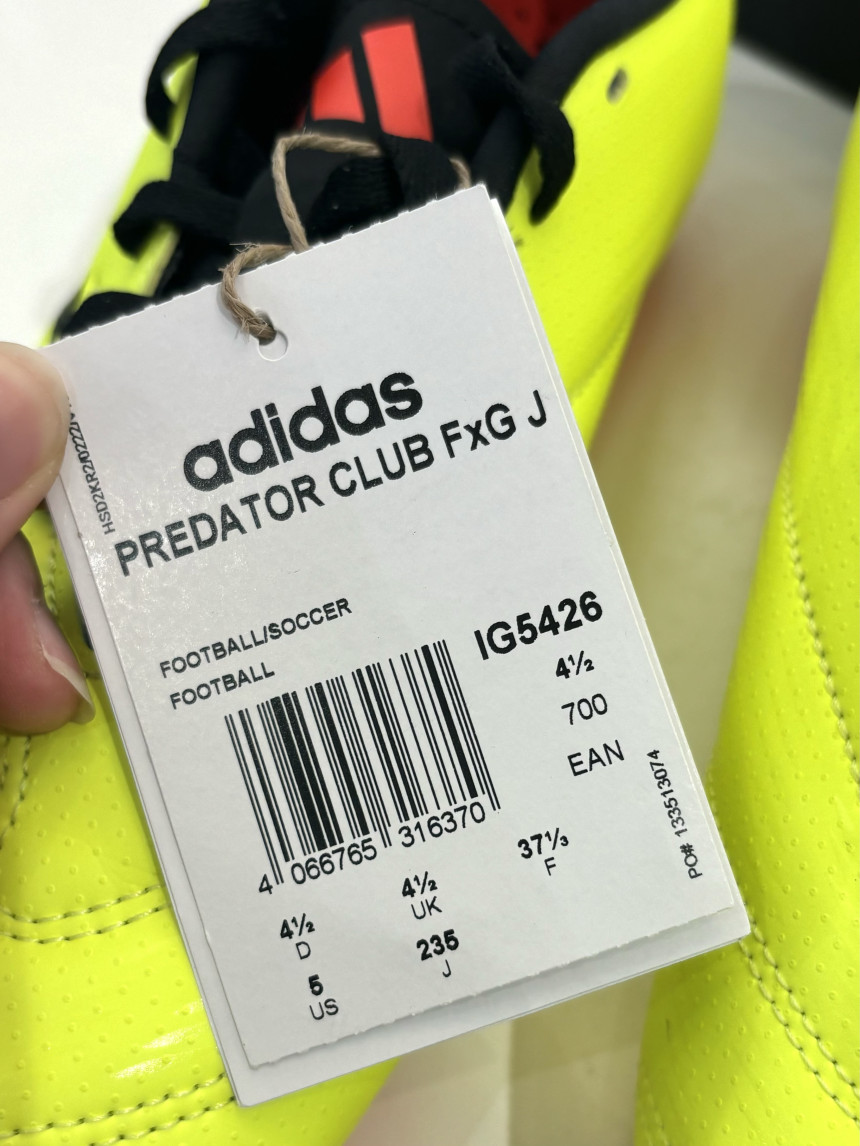 adidas
PREDATOR CLUB FxG J
FOOTBALL/SOCCER
FOOTBALL
IG5426
4½
700
EAN
4 066765 316370
4½
D
4½
UK
37⅓
F
5
US
235
J
PO# 133513074